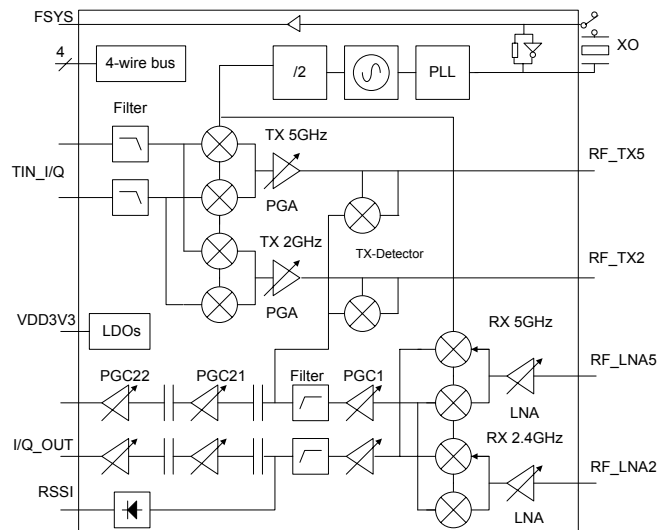 FSYS
XO
4
4-wire bus
/2
PLL
Filter
TX 5GHz
RF_TX5
TIN_I/Q
PGA
TX 2GHz
TX-Detector
RF_TX2
PGA
VDD3V3
LDOs
RX 5GHz
RF_LNA5
PGC22
PGC21
Filter
PGC1
LNA
I/Q_OUT
RX 2.4GHz
RF_LNA2
RSSI
LNA